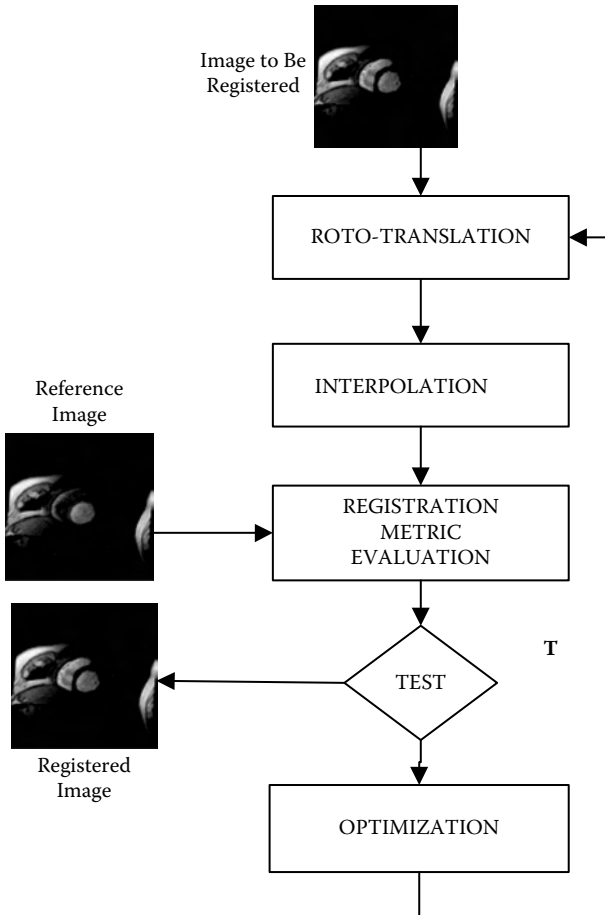 Image to Be
Registered
ROTO-TRANSLATION
INTERPOLATION
Reference
Image
REGISTRATION
METRIC
EVALUATION
T
TEST
Registered
Image
OPTIMIZATION